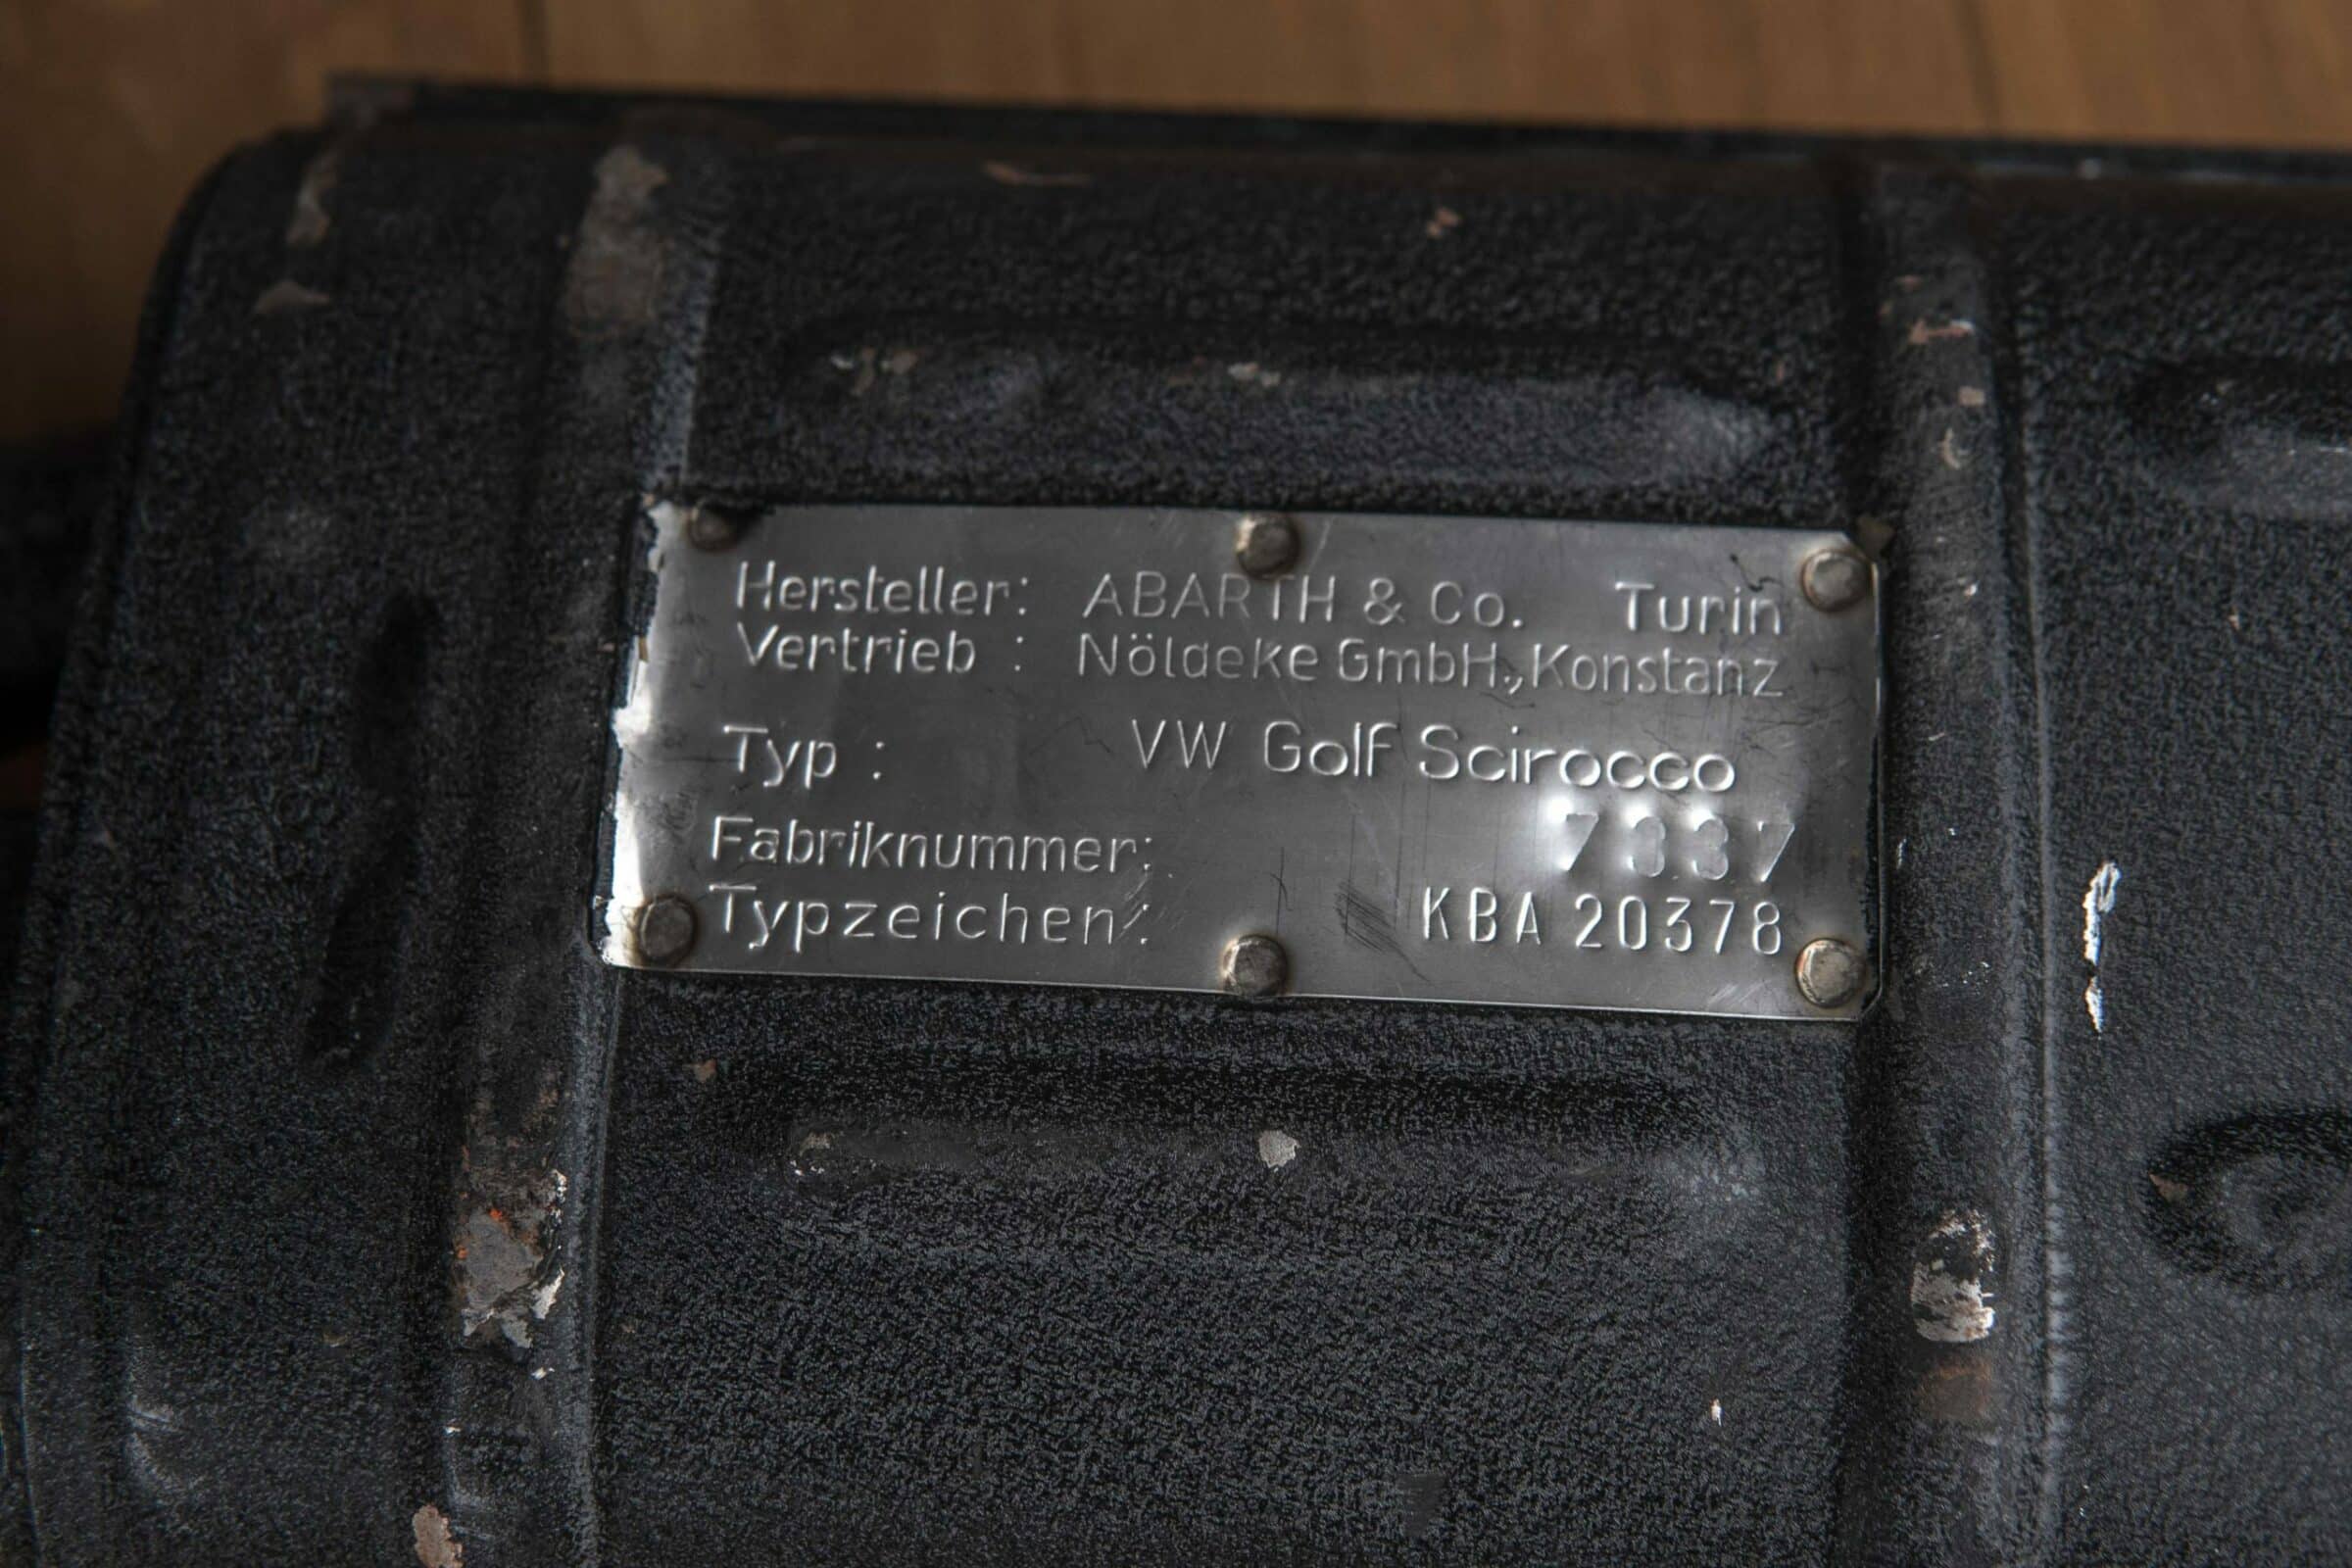 Hersteller: ABARTH & Co. Turin
Vertrieb : Nöldeke GmbH., Konstanz
Typ : VW Golf Scirocco
Fabriknummer: 7337
Typzeichen: KBA 20378